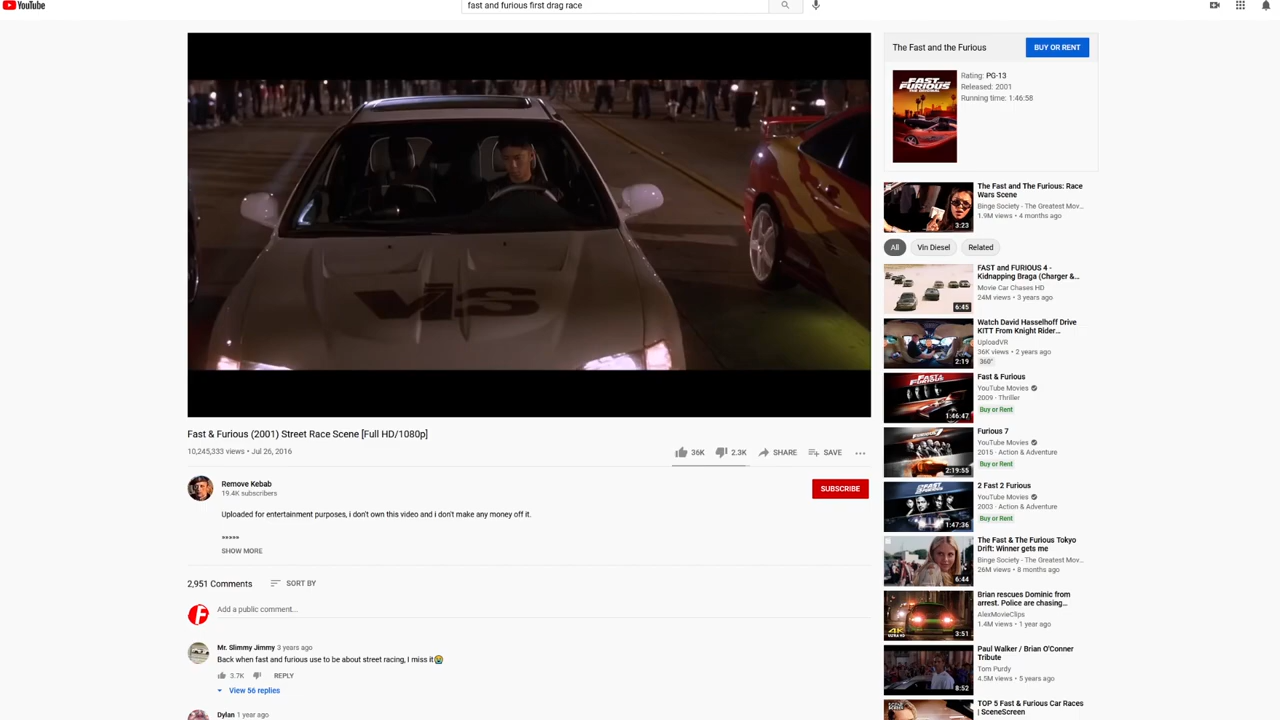 YouTube
fast and furious first drag race
The Fast and the Furious
BUY OR RENT
FAST FURIOUS
THE ORIGINAL
Rating: PG-13
Released: 2001
Running time: 1:46:58
Fast & Furious (2001) Street Race Scene [Full HD/1080p]
10,245,333 views • Jul 26, 2016
36K
2.3K
SHARE
SAVE
Remove Kebab
19.4K subscribers
SUBSCRIBE
Uploaded for entertainment purposes, i don't own this video and i don't make any money off it.
»»»»»
SHOW MORE
2,951 Comments
SORT BY
Add a public comment...
Mr. Slimmy Jimmy 3 years ago
Back when fast and furious use to be about street racing, I miss it😭
3.7K
REPLY
View 56 replies
Dylan 1 year ago
The Fast and The Furious: Race
Wars Scene
Binge Society - The Greatest Mov...
1.9M views • 4 months ago
3:23
All
Vin Diesel
Related
FAST and FURIOUS 4 -
Kidnapping Braga (Charger &...
Movie Car Chases HD
24M views • 3 years ago
6:45
Watch David Hasselhoff Drive
KITT From Knight Rider...
UploadVR
36K views • 2 years ago
360°
2:19
Fast & Furious
YouTube Movies
2009 · Thriller
Buy or Rent
1:46:47
Furious 7
YouTube Movies
2015 · Action & Adventure
Buy or Rent
2:19:55
2 Fast 2 Furious
YouTube Movies
2003 · Action & Adventure
Buy or Rent
1:47:36
The Fast & The Furious Tokyo
Drift: Winner gets me
Binge Society - The Greatest Mov...
26M views • 8 months ago
6:44
Brian rescues Dominic from
arrest. Police are chasing...
AlexMovieClips
1.4M views • 1 year ago
4K
3:51
Paul Walker / Brian O'Conner
Tribute
Tom Purdy
4.5M views • 5 years ago
8:52
TOP 5 Fast & Furious Car Races
| SceneScreen